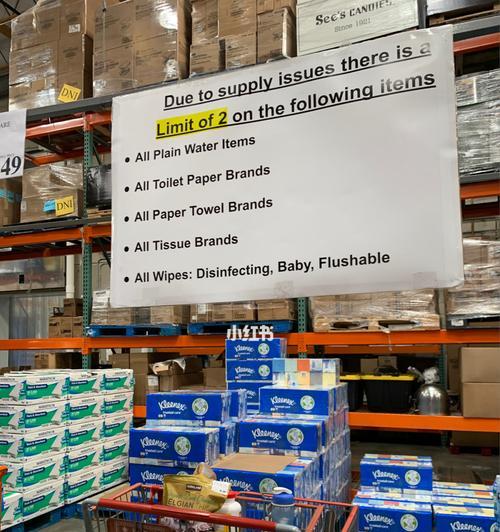 See's CANDIES
Since 1921
DNI
Due to supply issues there is a
Limit of 2 on the following items
49
• All Plain Water Items
• All Toilet Paper Brands
DNI
• All Paper Towel Brands
• All Tissue Brands
• All Wipes: Disinfecting, Baby, Flushable
小红书
Kleenex
Kleenex
Kleenex
Kleenex
Kleenex
Kleenex
Kleenex
Kleenex
Kleenex